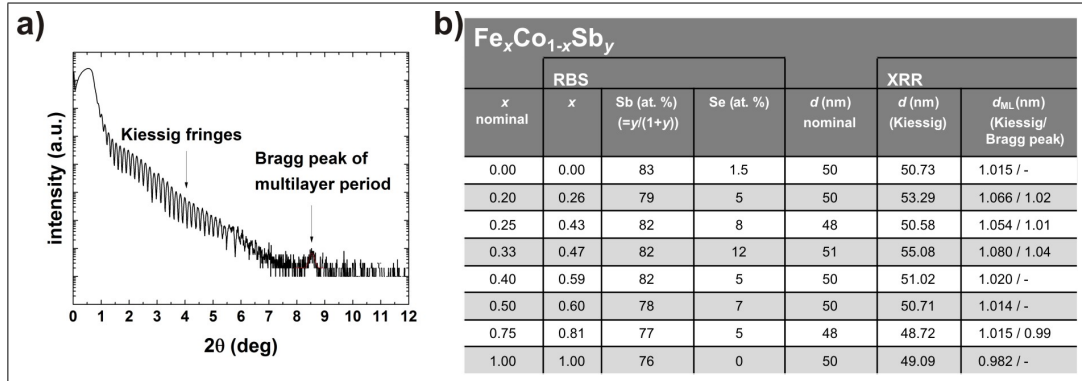 a)
intensity (a.u.)
Kiessig fringes
Bragg peak of
multilayer period
0 1 2 3 4 5 6 7 8 9 10 11 12
2θ (deg)
b)
FexCo1-xSby
RBS XRR
x nominal x Sb (at. %) (=y/(1+y)) Se (at. %) d (nm) nominal d (nm) (Kiessig) dML(nm) (Kiessig/ Bragg peak)
0.00 0.00 83 1.5 50 50.73 1.015 / -
0.20 0.26 79 5 50 53.29 1.066 / 1.02
0.25 0.43 82 8 48 50.58 1.054 / 1.01
0.33 0.47 82 12 51 55.08 1.080 / 1.04
0.40 0.59 82 5 50 51.02 1.020 / -
0.50 0.60 78 7 50 50.71 1.014 / -
0.75 0.81 77 5 48 48.72 1.015 / 0.99
1.00 1.00 76 0 50 49.09 0.982 / -